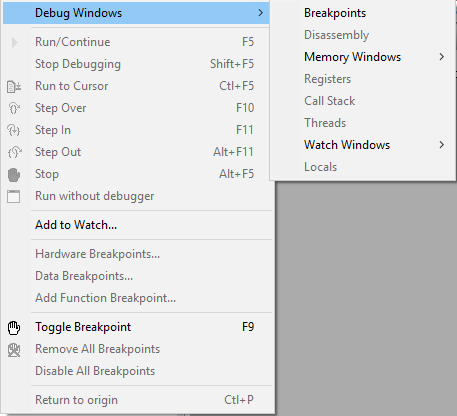 Debug Windows
Run/Continue F5
Stop Debugging Shift+F5
Run to Cursor Ctl+F5
Step Over F10
Step In F11
Step Out Alt+F11
Stop Alt+F5
Run without debugger
Add to Watch...
Hardware Breakpoints...
Data Breakpoints...
Add Function Breakpoint...
Toggle Breakpoint F9
Remove All Breakpoints
Disable All Breakpoints
Return to origin Ctl+P
Breakpoints
Disassembly
Memory Windows
Registers
Call Stack
Threads
Watch Windows
Locals